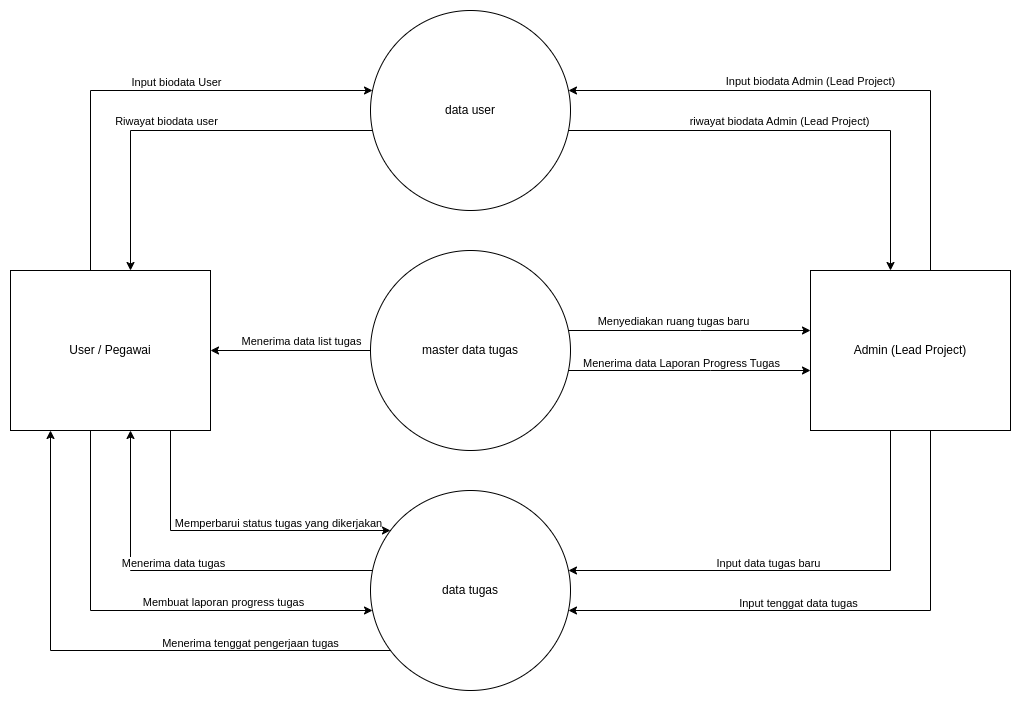 Input biodata User
Input biodata Admin (Lead Project)
data user
Riwayat biodata user
riwayat biodata Admin (Lead Project)
Menyediakan ruang tugas baru
Menerima data list tugas
User / Pegawai
master data tugas
Admin (Lead Project)
Menerima data Laporan Progress Tugas
Memperbarui status tugas yang dikerjakan
Menerima data tugas
Input data tugas baru
data tugas
Membuat laporan progress tugas
Input tenggat data tugas
Menerima tenggat pengerjaan tugas